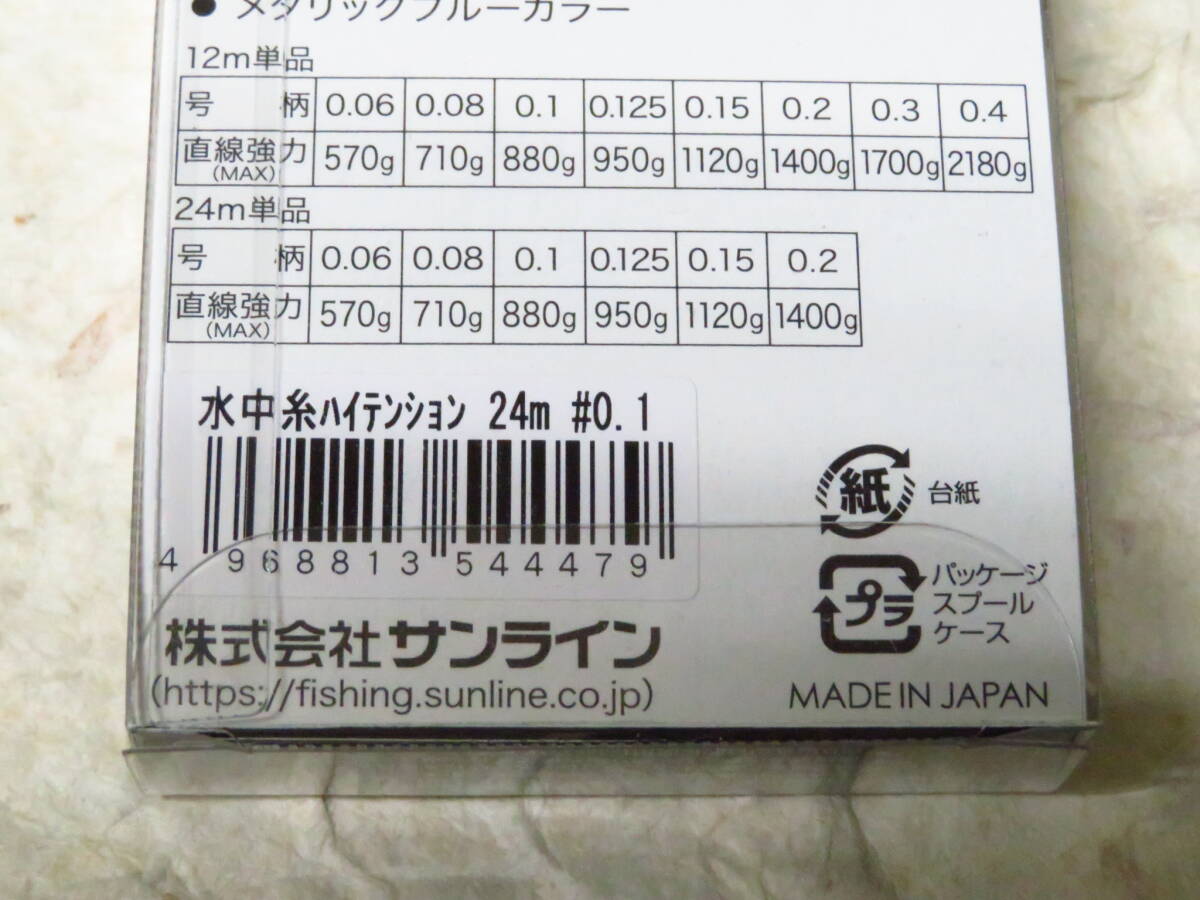 ● メタリックブルーカラー
12m単品
号 柄 0.06 0.08 0.1 0.125 0.15 0.2 0.3 0.4
直線強力 570g 710g 880g 950g 1120g 1400g 1700g 2180g
(MAX)
24m単品
号 柄 0.06 0.08 0.1 0.125 0.15 0.2
直線強力 570g 710g 880g 950g 1120g 1400g
(MAX)
水中糸ﾊｲﾃﾝｼｮﾝ 24m #0.1
4 968813 544479
紙 台紙
プラ パッケージ
スプール
ケース
株式会社サンライン
(https://fishing.sunline.co.jp)
MADE IN JAPAN